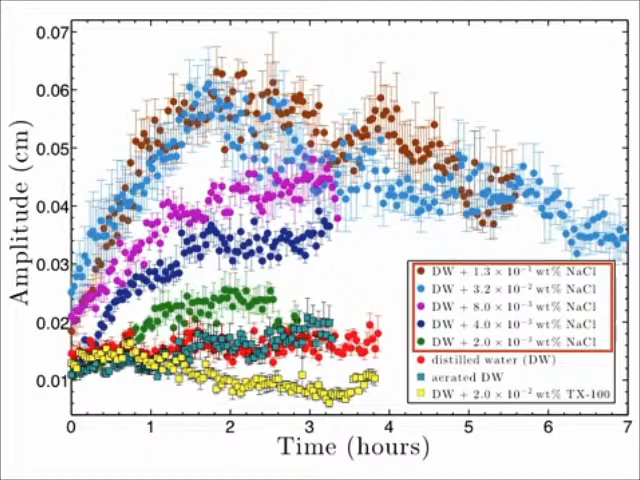 0.07
0.06
0.05
0.04
0.03
0.02
0.01
Amplitude (cm)
DW + 1.3 × 10⁻¹ wt% NaCl
DW + 3.2 × 10⁻² wt% NaCl
DW + 8.0 × 10⁻³ wt% NaCl
DW + 4.0 × 10⁻³ wt% NaCl
DW + 2.0 × 10⁻³ wt% NaCl
distilled water (DW)
aerated DW
DW + 2.0 × 10⁻² wt% TX-100
0 1 2 3 4 5 6 7
Time (hours)